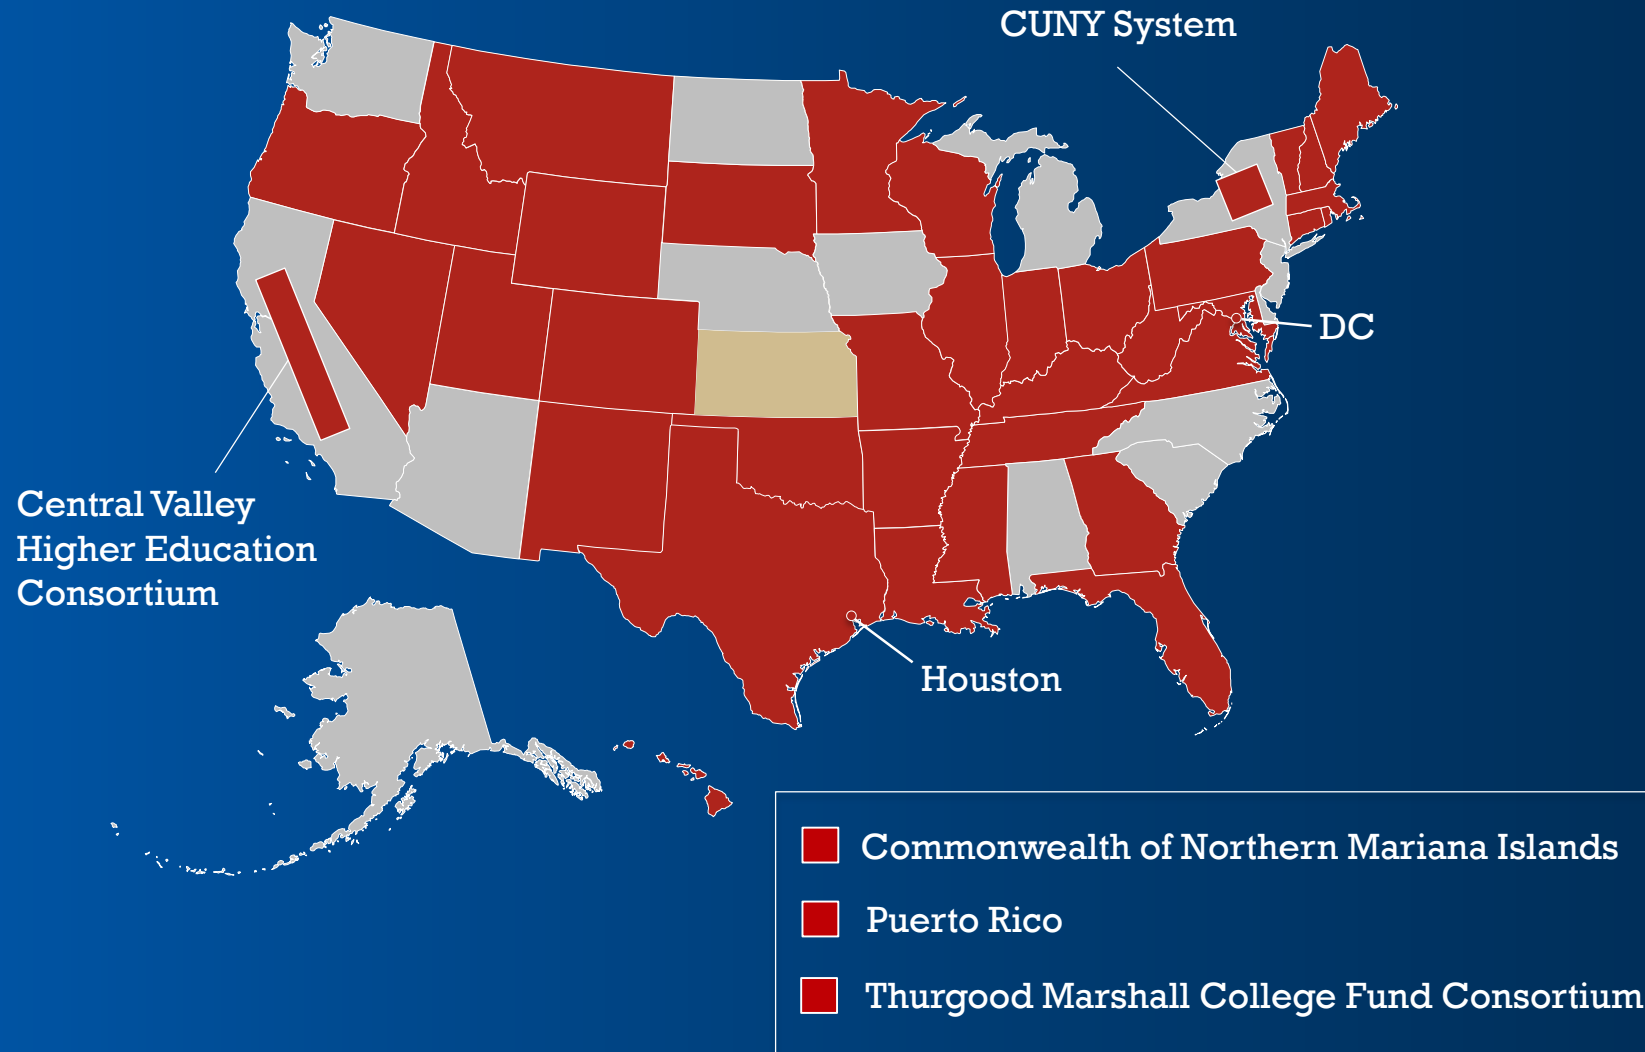 CUNY System
DC
Central Valley
Higher Education
Consortium
Houston
Commonwealth of Northern Mariana Islands
Puerto Rico
Thurgood Marshall College Fund Consortium